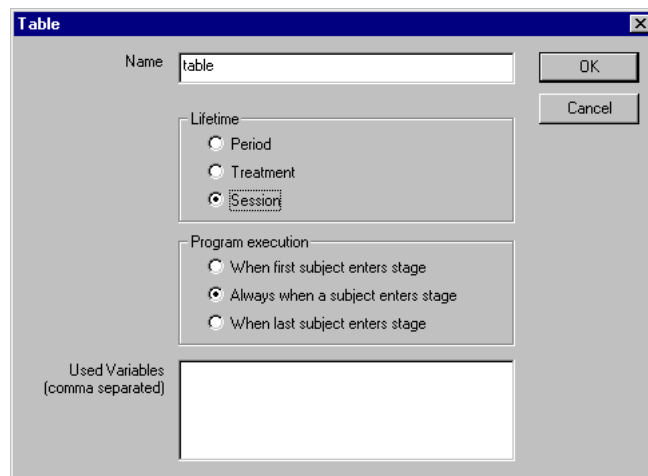 Table
Name
table
OK
Cancel
Lifetime
Period
Treatment
Session
Program execution
When first subject enters stage
Always when a subject enters stage
When last subject enters stage
Used Variables
(comma separated)